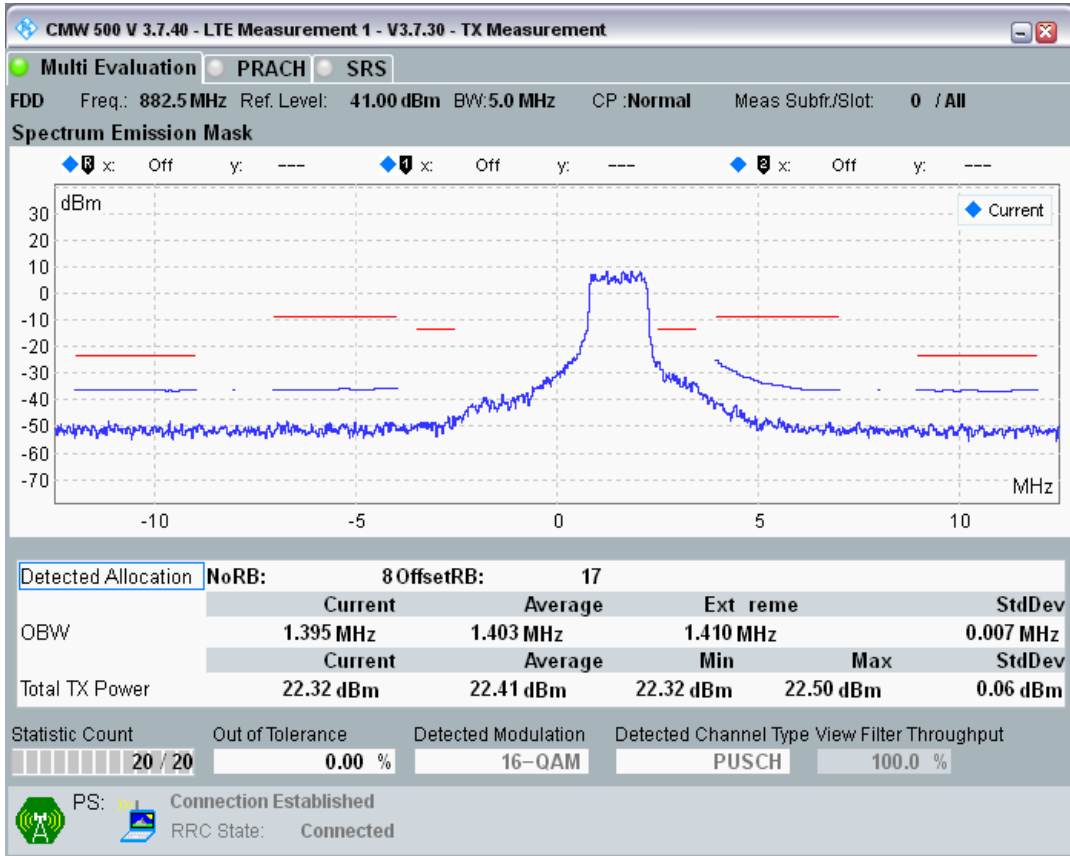 CMW 500 V 3.7.40 - LTE Measurement 1 - V3.7.30 - TX Measurement
Multi Evaluation PRACH SRS
FDD Freq.: 882.5 MHz Ref. Level: 41.00 dBm BW:5.0 MHz CP :Normal Meas Subfr./Slot: 0 / All
Spectrum Emission Mask
R x: Off y: --- 1 x: Off y: --- 2 x: Off y: ---
dBm
Current
30
20
10
0
-10
-20
-30
-40
-50
-60
-70
MHz
-10 -5 0 5 10
Detected Allocation NoRB: 8 OffsetRB: 17
Current Average Ext reme StdDev
OBW 1.395 MHz 1.403 MHz 1.410 MHz 0.007 MHz
Current Average Min Max StdDev
Total TX Power 22.32 dBm 22.41 dBm 22.32 dBm 22.50 dBm 0.06 dBm
Statistic Count Out of Tolerance Detected Modulation Detected Channel Type View Filter Throughput
20 / 20 0.00 % 16-QAM PUSCH 100.0 %
PS: Connection Established
RRC State: Connected